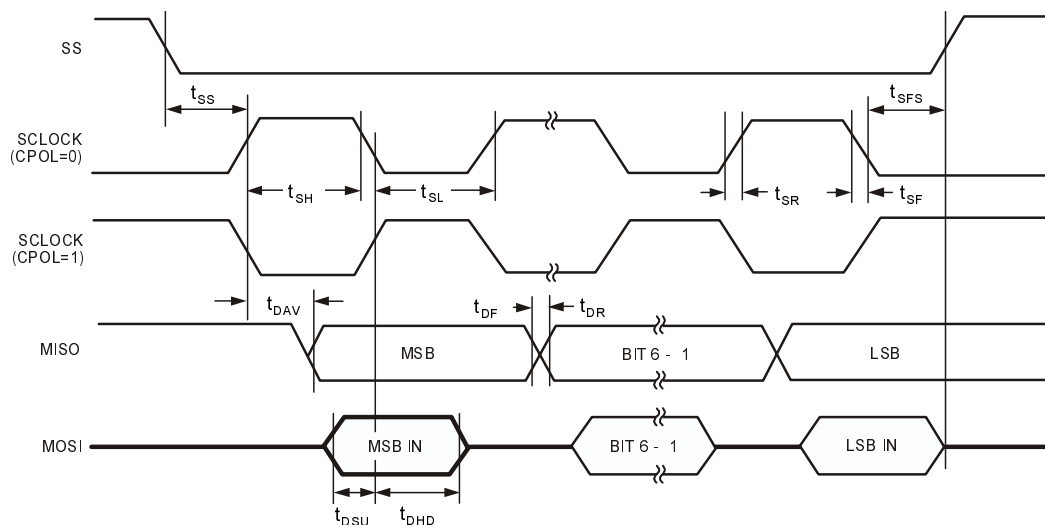 SS
tSS
tSFS
SCLOCK
(CPOL=0)
tSH
tSL
tSR
tSF
SCLOCK
(CPOL=1)
tDAV
tDF
tDR
MISO
MSB
BIT 6 - 1
LSB
MOSI
MSB IN
BIT 6 - 1
LSB IN
tDSU
tDHD